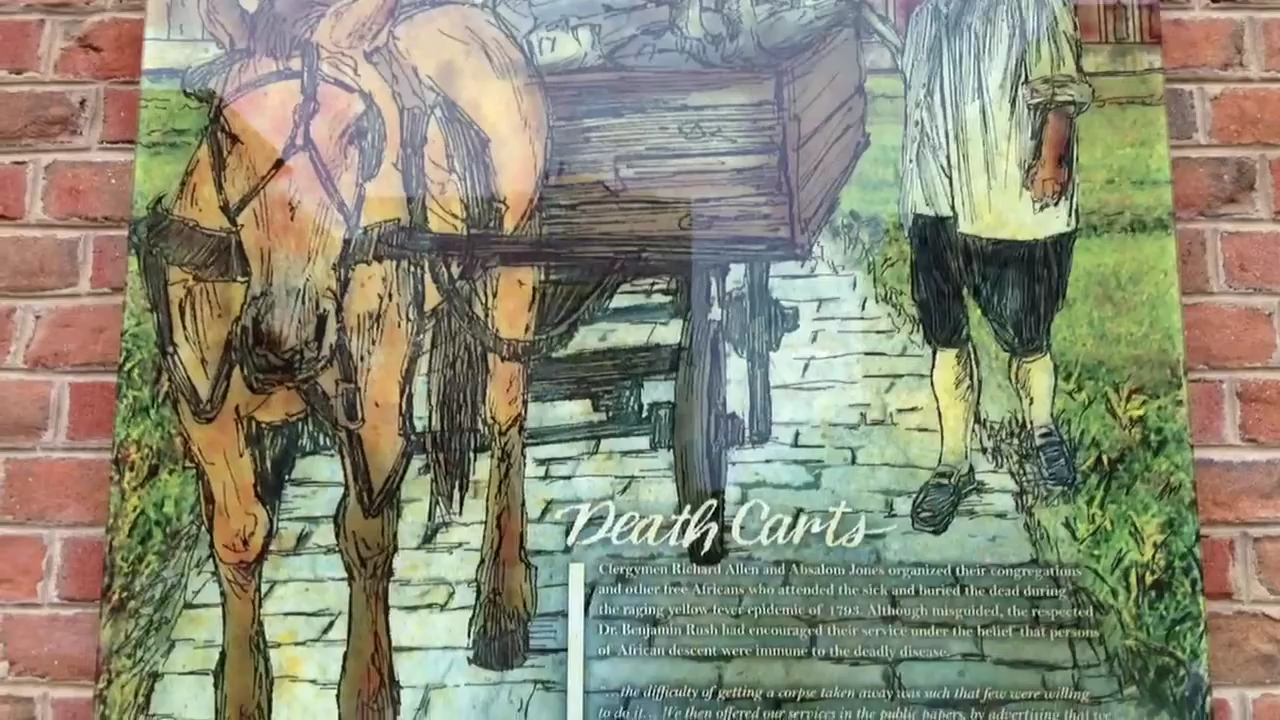 Death Carts
Clergymen Richard Allen and Absalom Jones organized their congregations
and other free Africans who attended the sick and buried the dead during
the raging yellow fever epidemic of 1793. Although misguided, the respected
Dr. Benjamin Rush had encouraged their service under the belief that persons
of African descent were immune to the deadly disease.
. . .the difficulty of getting a corpse taken away was such that few were willing
to do it. . . We then offered our services in the public papers, by advertising that